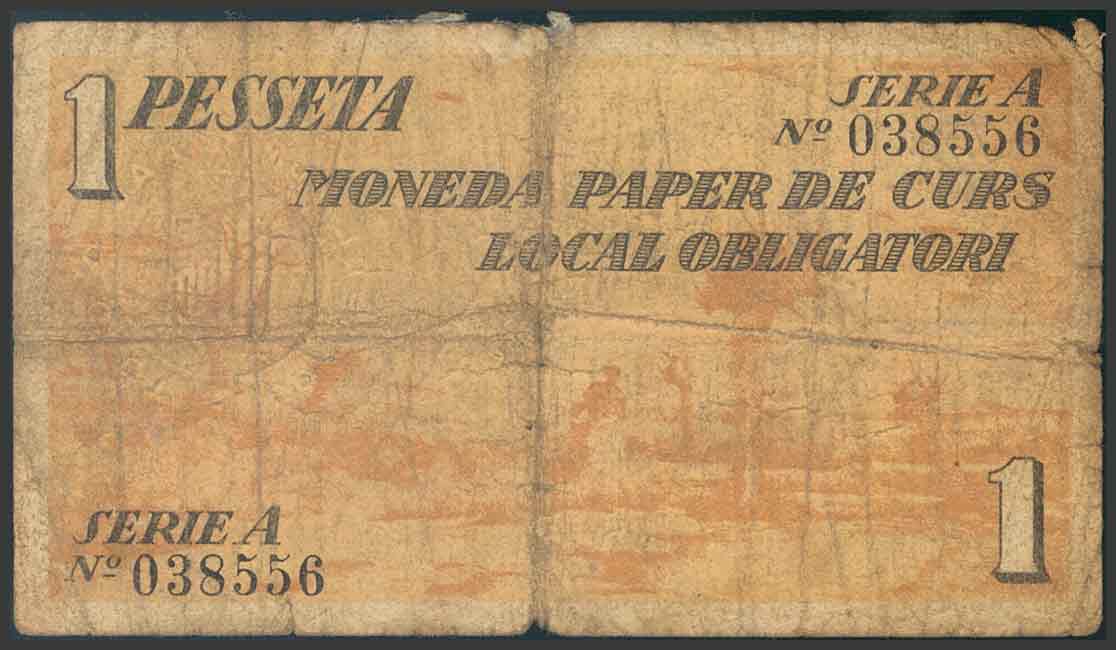 1 PESSETA
SERIE A
Nº 038556
MONEDA PAPER DE CURS
LOCAL OBLIGATORI
SERIE A
Nº 038556
1